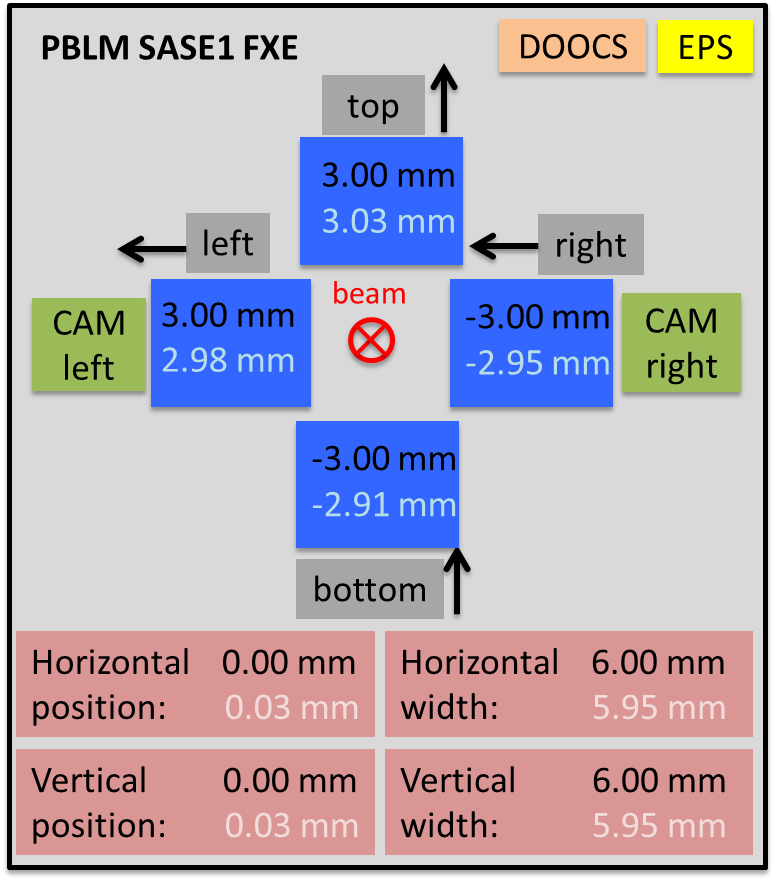 PBLM SASE1 FXE
DOOCS
EPS
top
3.00 mm
3.03 mm
left
right
3.00 mm
2.98 mm
beam
-3.00 mm
-2.95 mm
CAM
left
CAM
right
-3.00 mm
-2.91 mm
bottom
Horizontal 0.00 mm
position: 0.03 mm
Horizontal 6.00 mm
width: 5.95 mm
Vertical 0.00 mm
position: 0.03 mm
Vertical 6.00 mm
width: 5.95 mm